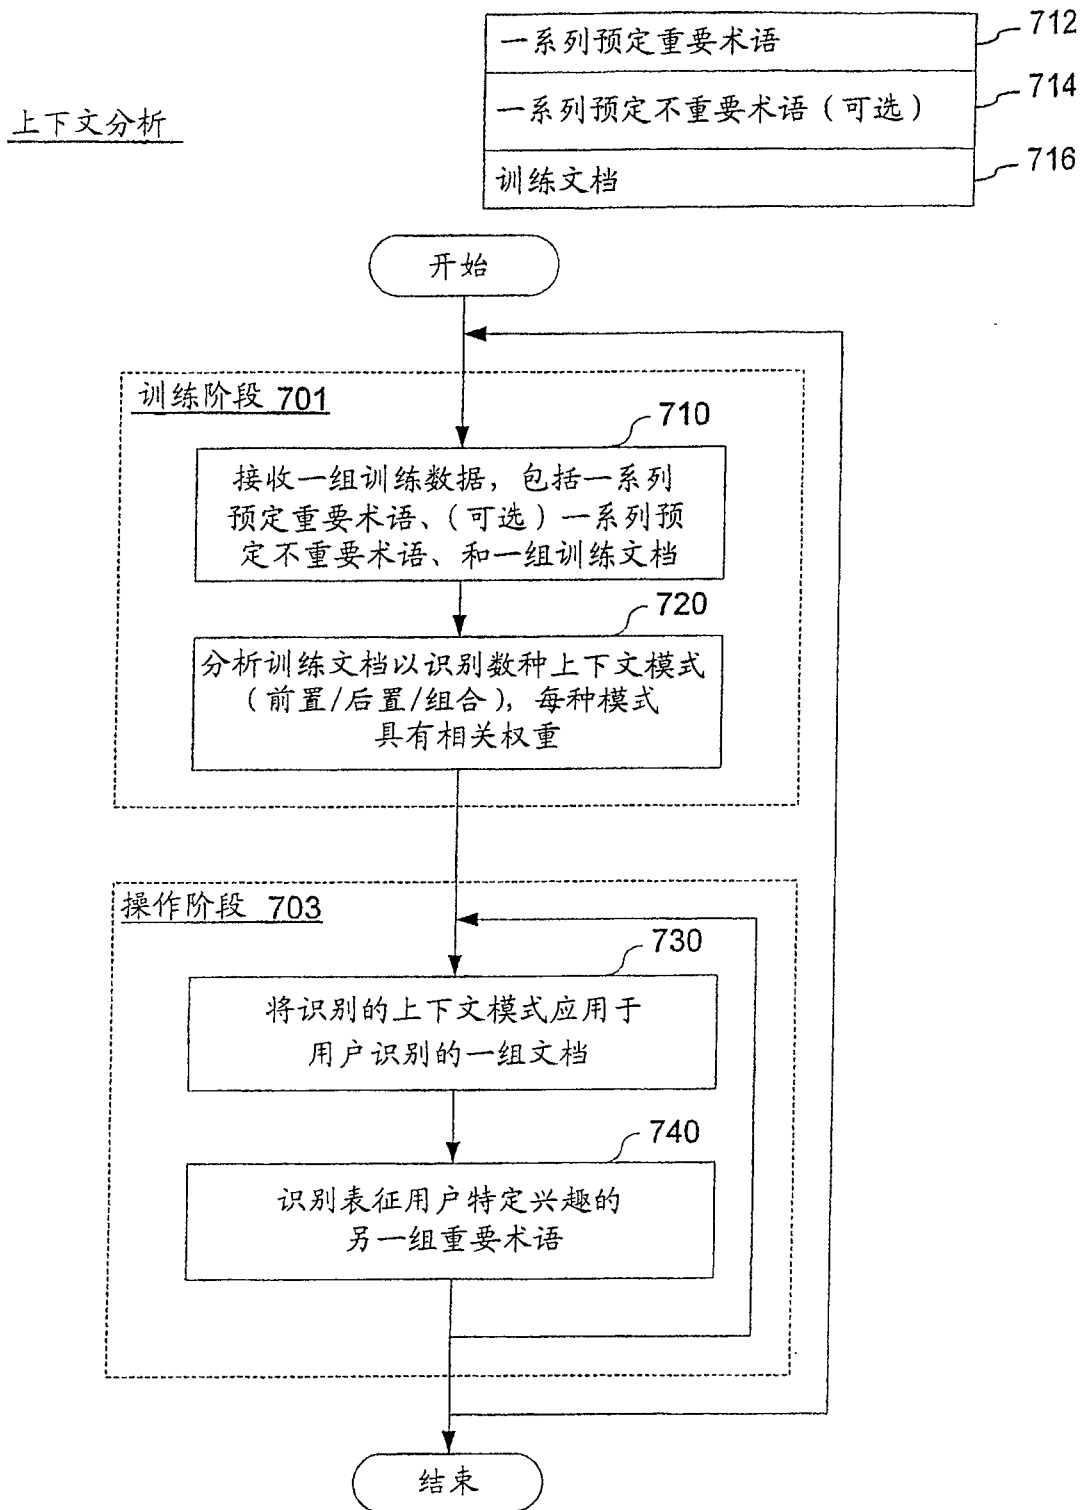 一系列预定重要术语
712
一系列预定不重要术语（可选）
714
训练文档
716
上下文分析
开始
训练阶段 701
710
接收一组训练数据，包括一系列
预定重要术语、（可选）一系列预
定不重要术语、和一组训练文档
720
分析训练文档以识别数种上下文模式
（前置/后置/组合），每种模式
具有相关权重
操作阶段 703
730
将识别的上下文模式应用于
用户识别的一组文档
740
识别表征用户特定兴趣的
另一组重要术语
结束